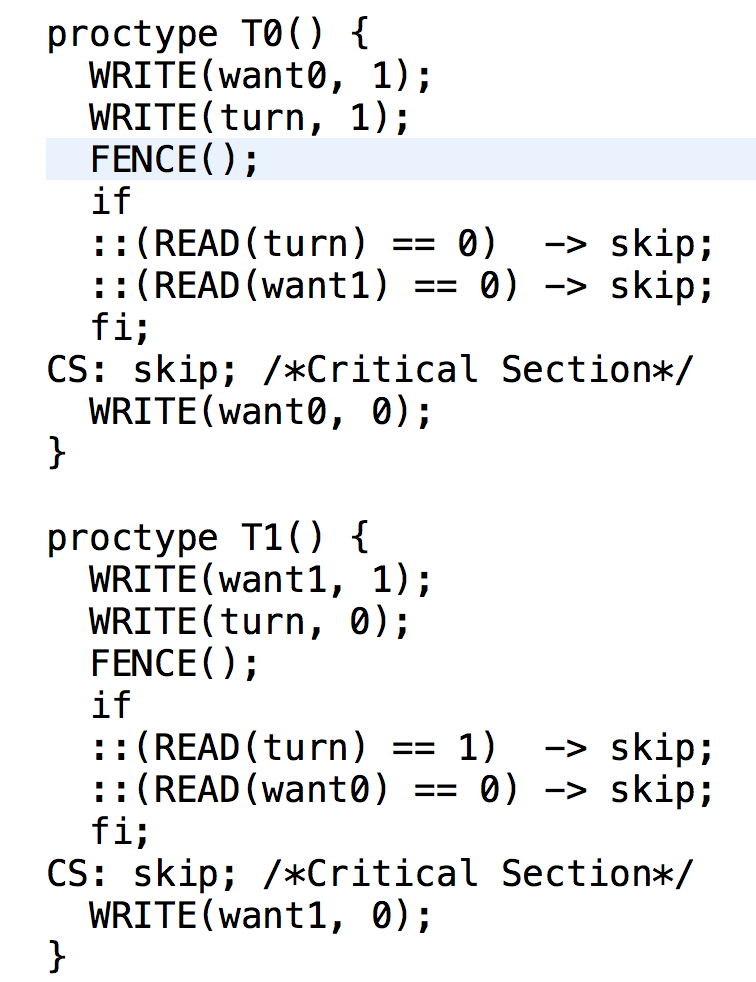 proctype T0() {
  WRITE(want0, 1);
  WRITE(turn, 1);
  FENCE();
  if
  ::(READ(turn) == 0)  -> skip;
  ::(READ(want1) == 0) -> skip;
  fi;
CS: skip; /*Critical Section*/
  WRITE(want0, 0);
}

proctype T1() {
  WRITE(want1, 1);
  WRITE(turn, 0);
  FENCE();
  if
  ::(READ(turn) == 1)  -> skip;
  ::(READ(want0) == 0) -> skip;
  fi;
CS: skip; /*Critical Section*/
  WRITE(want1, 0);
}